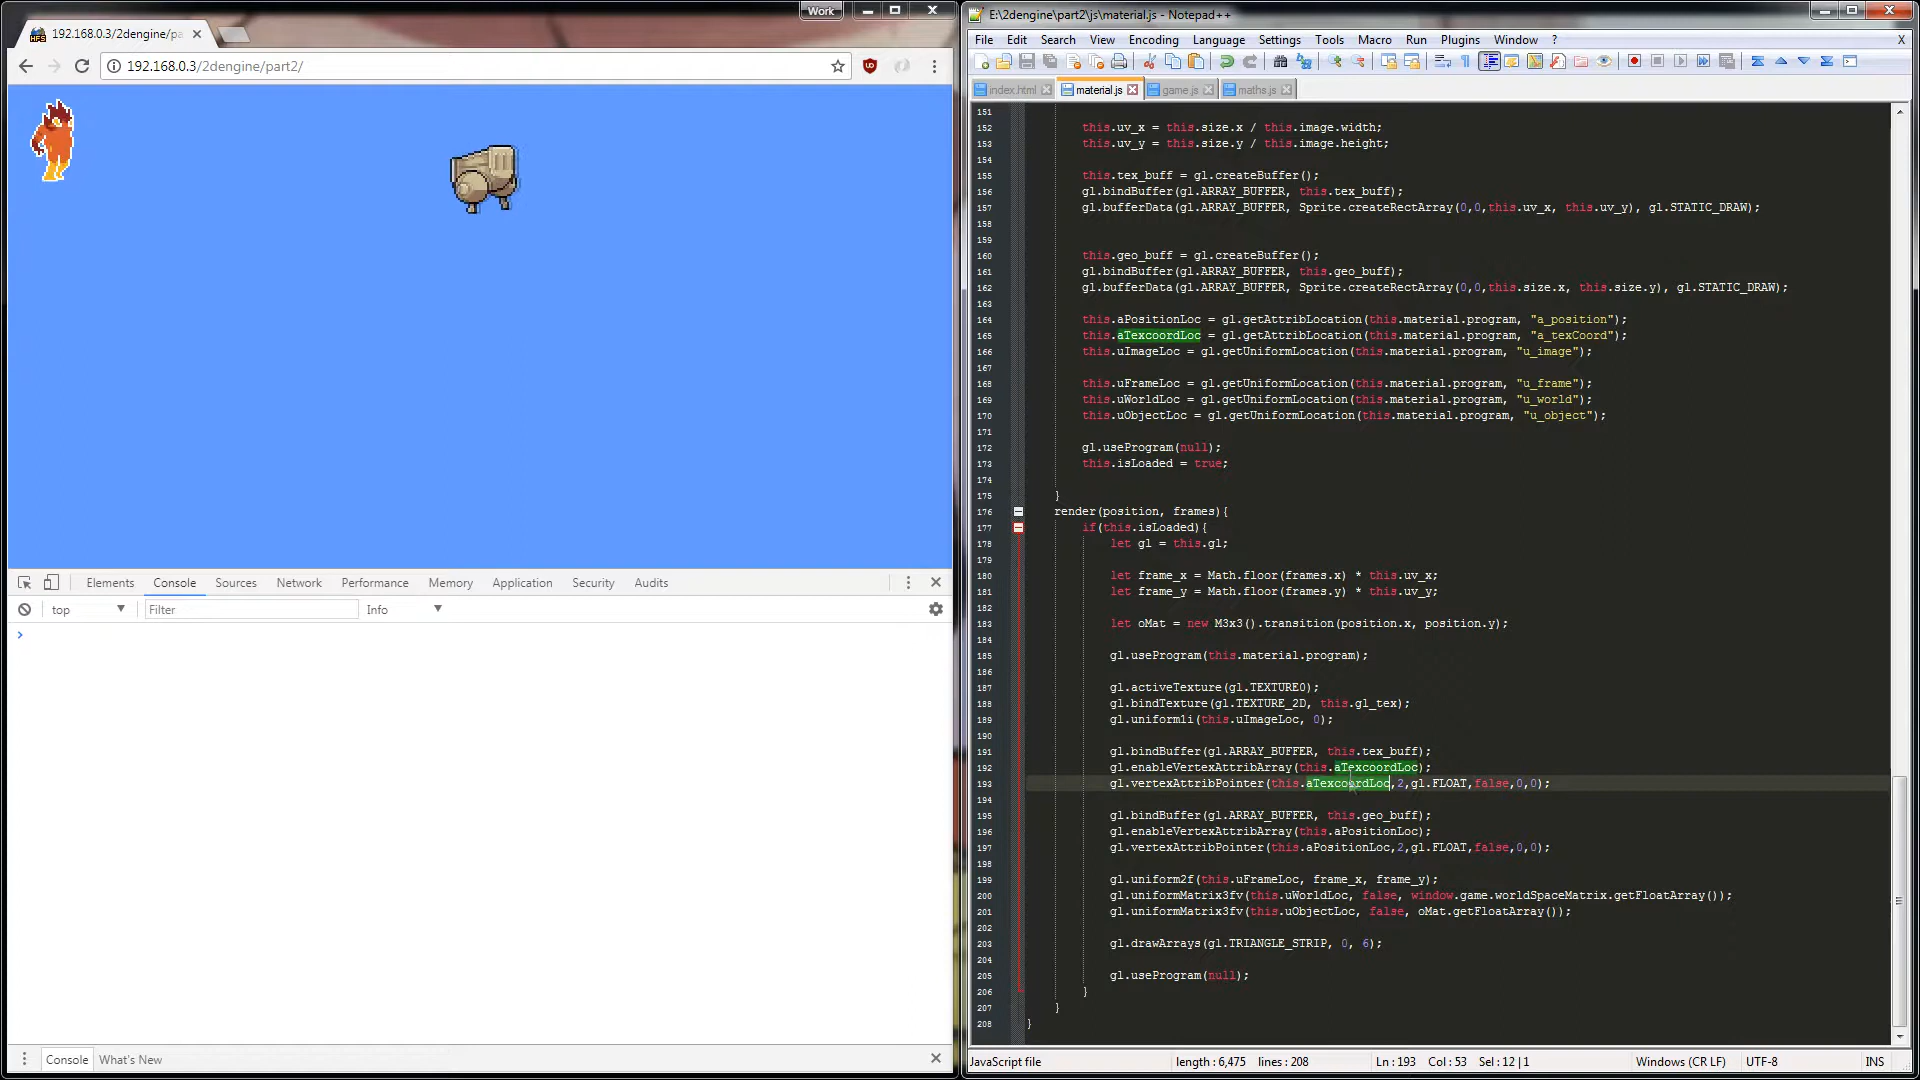 Work
192.168.0.3/2dengine/pa
192.168.0.3/2dengine/part2/
Elements Console Sources Network Performance Memory Application Security Audits
top Filter Info
Console What's New
E:\2dengine\part2\js\material.js - Notepad++
File Edit Search View Encoding Language Settings Tools Macro Run Plugins Window ? X
index.html material.js game.js maths.js
151
152 this.uv_x = this.size.x / this.image.width;
153 this.uv_y = this.size.y / this.image.height;
154
155 this.tex_buff = gl.createBuffer();
156 gl.bindBuffer(gl.ARRAY_BUFFER, this.tex_buff);
157 gl.bufferData(gl.ARRAY_BUFFER, Sprite.createRectArray(0,0,this.uv_x, this.uv_y), gl.STATIC_DRAW);
158
159
160 this.geo_buff = gl.createBuffer();
161 gl.bindBuffer(gl.ARRAY_BUFFER, this.geo_buff);
162 gl.bufferData(gl.ARRAY_BUFFER, Sprite.createRectArray(0,0,this.size.x, this.size.y), gl.STATIC_DRAW);
163
164 this.aPositionLoc = gl.getAttribLocation(this.material.program, "a_position");
165 this.aTexcoordLoc = gl.getAttribLocation(this.material.program, "a_texCoord");
166 this.uImageLoc = gl.getUniformLocation(this.material.program, "u_image");
167
168 this.uFrameLoc = gl.getUniformLocation(this.material.program, "u_frame");
169 this.uWorldLoc = gl.getUniformLocation(this.material.program, "u_world");
170 this.uObjectLoc = gl.getUniformLocation(this.material.program, "u_object");
171
172 gl.useProgram(null);
173 this.isLoaded = true;
174
175 }
176 render(position, frames){
177 if(this.isLoaded){
178 let gl = this.gl;
179
180 let frame_x = Math.floor(frames.x) * this.uv_x;
181 let frame_y = Math.floor(frames.y) * this.uv_y;
182
183 let oMat = new M3x3().transition(position.x, position.y);
184
185 gl.useProgram(this.material.program);
186
187 gl.activeTexture(gl.TEXTURE0);
188 gl.bindTexture(gl.TEXTURE_2D, this.gl_tex);
189 gl.uniform1i(this.uImageLoc, 0);
190
191 gl.bindBuffer(gl.ARRAY_BUFFER, this.tex_buff);
192 gl.enableVertexAttribArray(this.aTexcoordLoc);
193 gl.vertexAttribPointer(this.aTexcoordLoc,2,gl.FLOAT,false,0,0);
194
195 gl.bindBuffer(gl.ARRAY_BUFFER, this.geo_buff);
196 gl.enableVertexAttribArray(this.aPositionLoc);
197 gl.vertexAttribPointer(this.aPositionLoc,2,gl.FLOAT,false,0,0);
198
199 gl.uniform2f(this.uFrameLoc, frame_x, frame_y);
200 gl.uniformMatrix3fv(this.uWorldLoc, false, window.game.worldSpaceMatrix.getFloatArray());
201 gl.uniformMatrix3fv(this.uObjectLoc, false, oMat.getFloatArray());
202
203 gl.drawArrays(gl.TRIANGLE_STRIP, 0, 6);
204
205 gl.useProgram(null);
206 }
207 }
208 }
JavaScript file length : 6,475 lines : 208 Ln : 193 Col : 53 Sel : 12 | 1 Windows (CR LF) UTF-8 INS